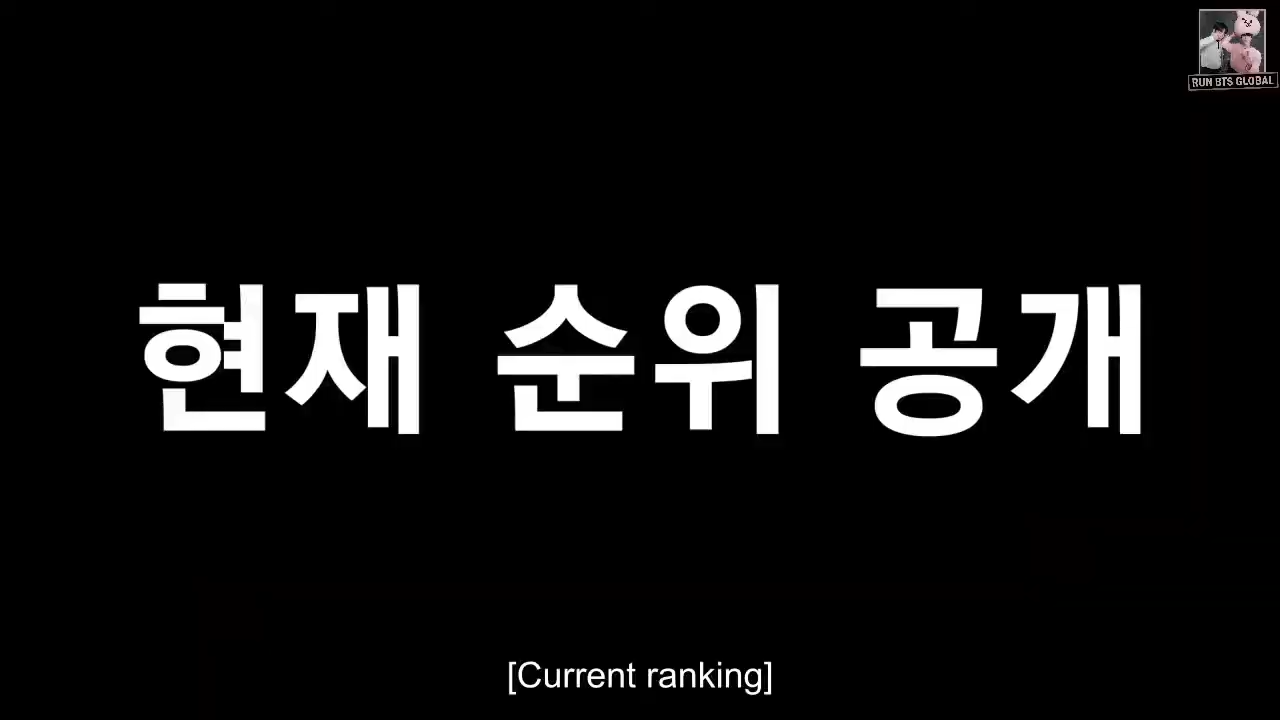 RUN BTS GLOBAL
현재 순위 공개
[Current ranking]